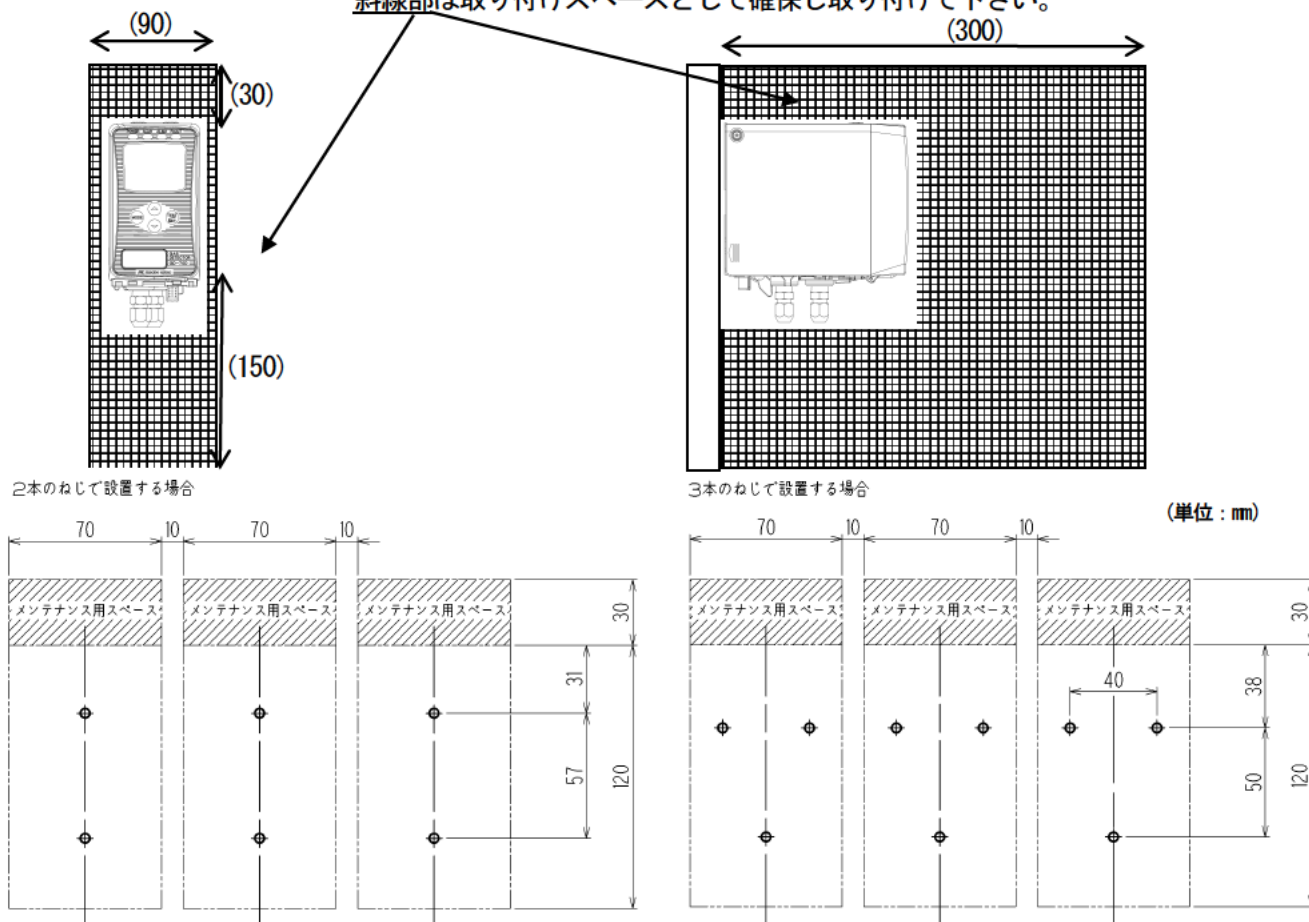 斜線部は取り付けスペースとして確保し取り付けて下さい。
(90)
(300)
(30)
(150)
2本のねじで設置する場合
3本のねじで設置する場合
(単位:mm)
70 10 70 10
70 10 70 10
メンテナンス用スペース メンテナンス用スペース メンテナンス用スペース
30
メンテナンス用スペース メンテナンス用スペース メンテナンス用スペース
30
31
57
120
40
38
50
120